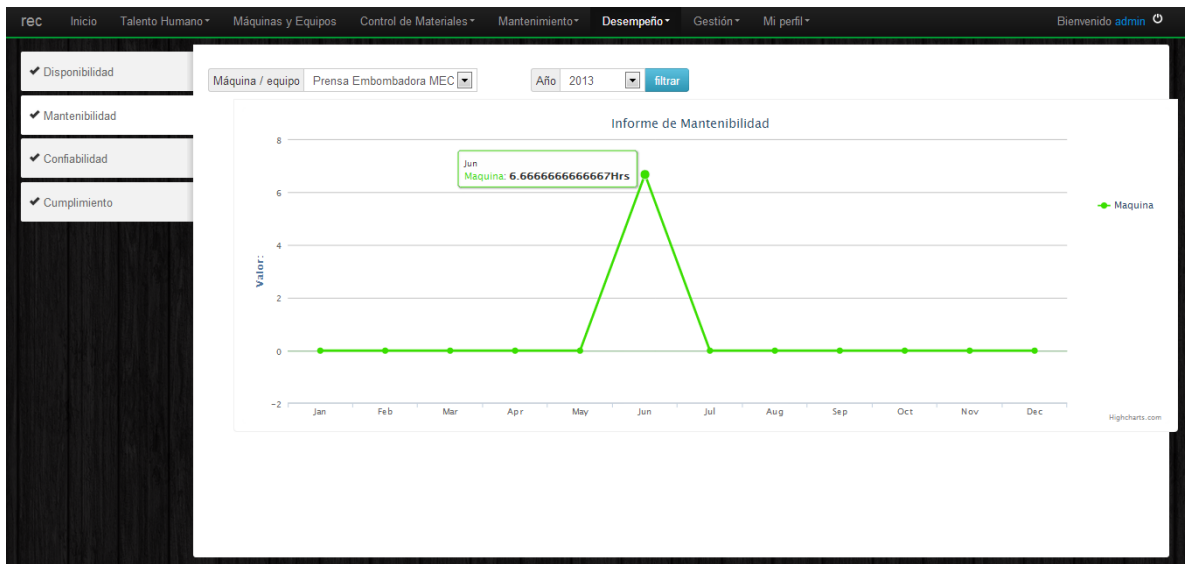 rec Inicio Talento Humano Máquinas y Equipos Control de Materiales Mantenimiento Desempeño Gestión Mi perfil Bienvenido admin
Disponibilidad
Mantenibilidad
Confiabilidad
Cumplimiento
Máquina / equipo Prensa Embombadora MEC Año 2013 filtrar
Informe de Mantenibilidad
8
6
4
2
0
-2
Valor:
Jun
Maquina: 6.6666666666667Hrs
Maquina
Jan Feb Mar Apr May Jun Jul Aug Sep Oct Nov Dec
Highcharts.com